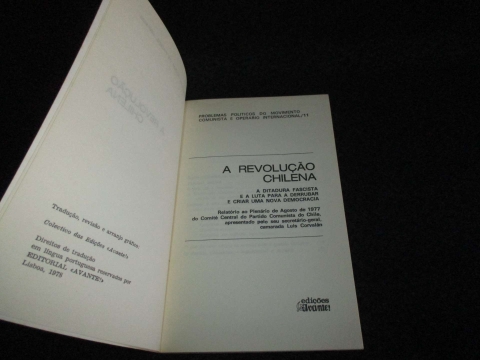 Tradução, revisão e arranjo gráfico:
Colectivo das Edições «Avante!»
Direitos de tradução
em língua portuguesa reservados por
EDITORIAL «AVANTE!»
Lisboa, 1978
PROBLEMAS POLÍTICOS DO MOVIMENTO
COMUNISTA E OPERÁRIO INTERNACIONAL/17
A REVOLUÇÃO
CHILENA
A DITADURA FASCISTA
E A LUTA PARA A DERRUBAR
E CRIAR UMA NOVA DEMOCRACIA
Relatório ao Plenário de Agosto de 1977
do Comité Central do Partido Comunista do Chile,
apresentado pelo seu secretário-geral,
camarada Luis Corvalán
edições
Avante!